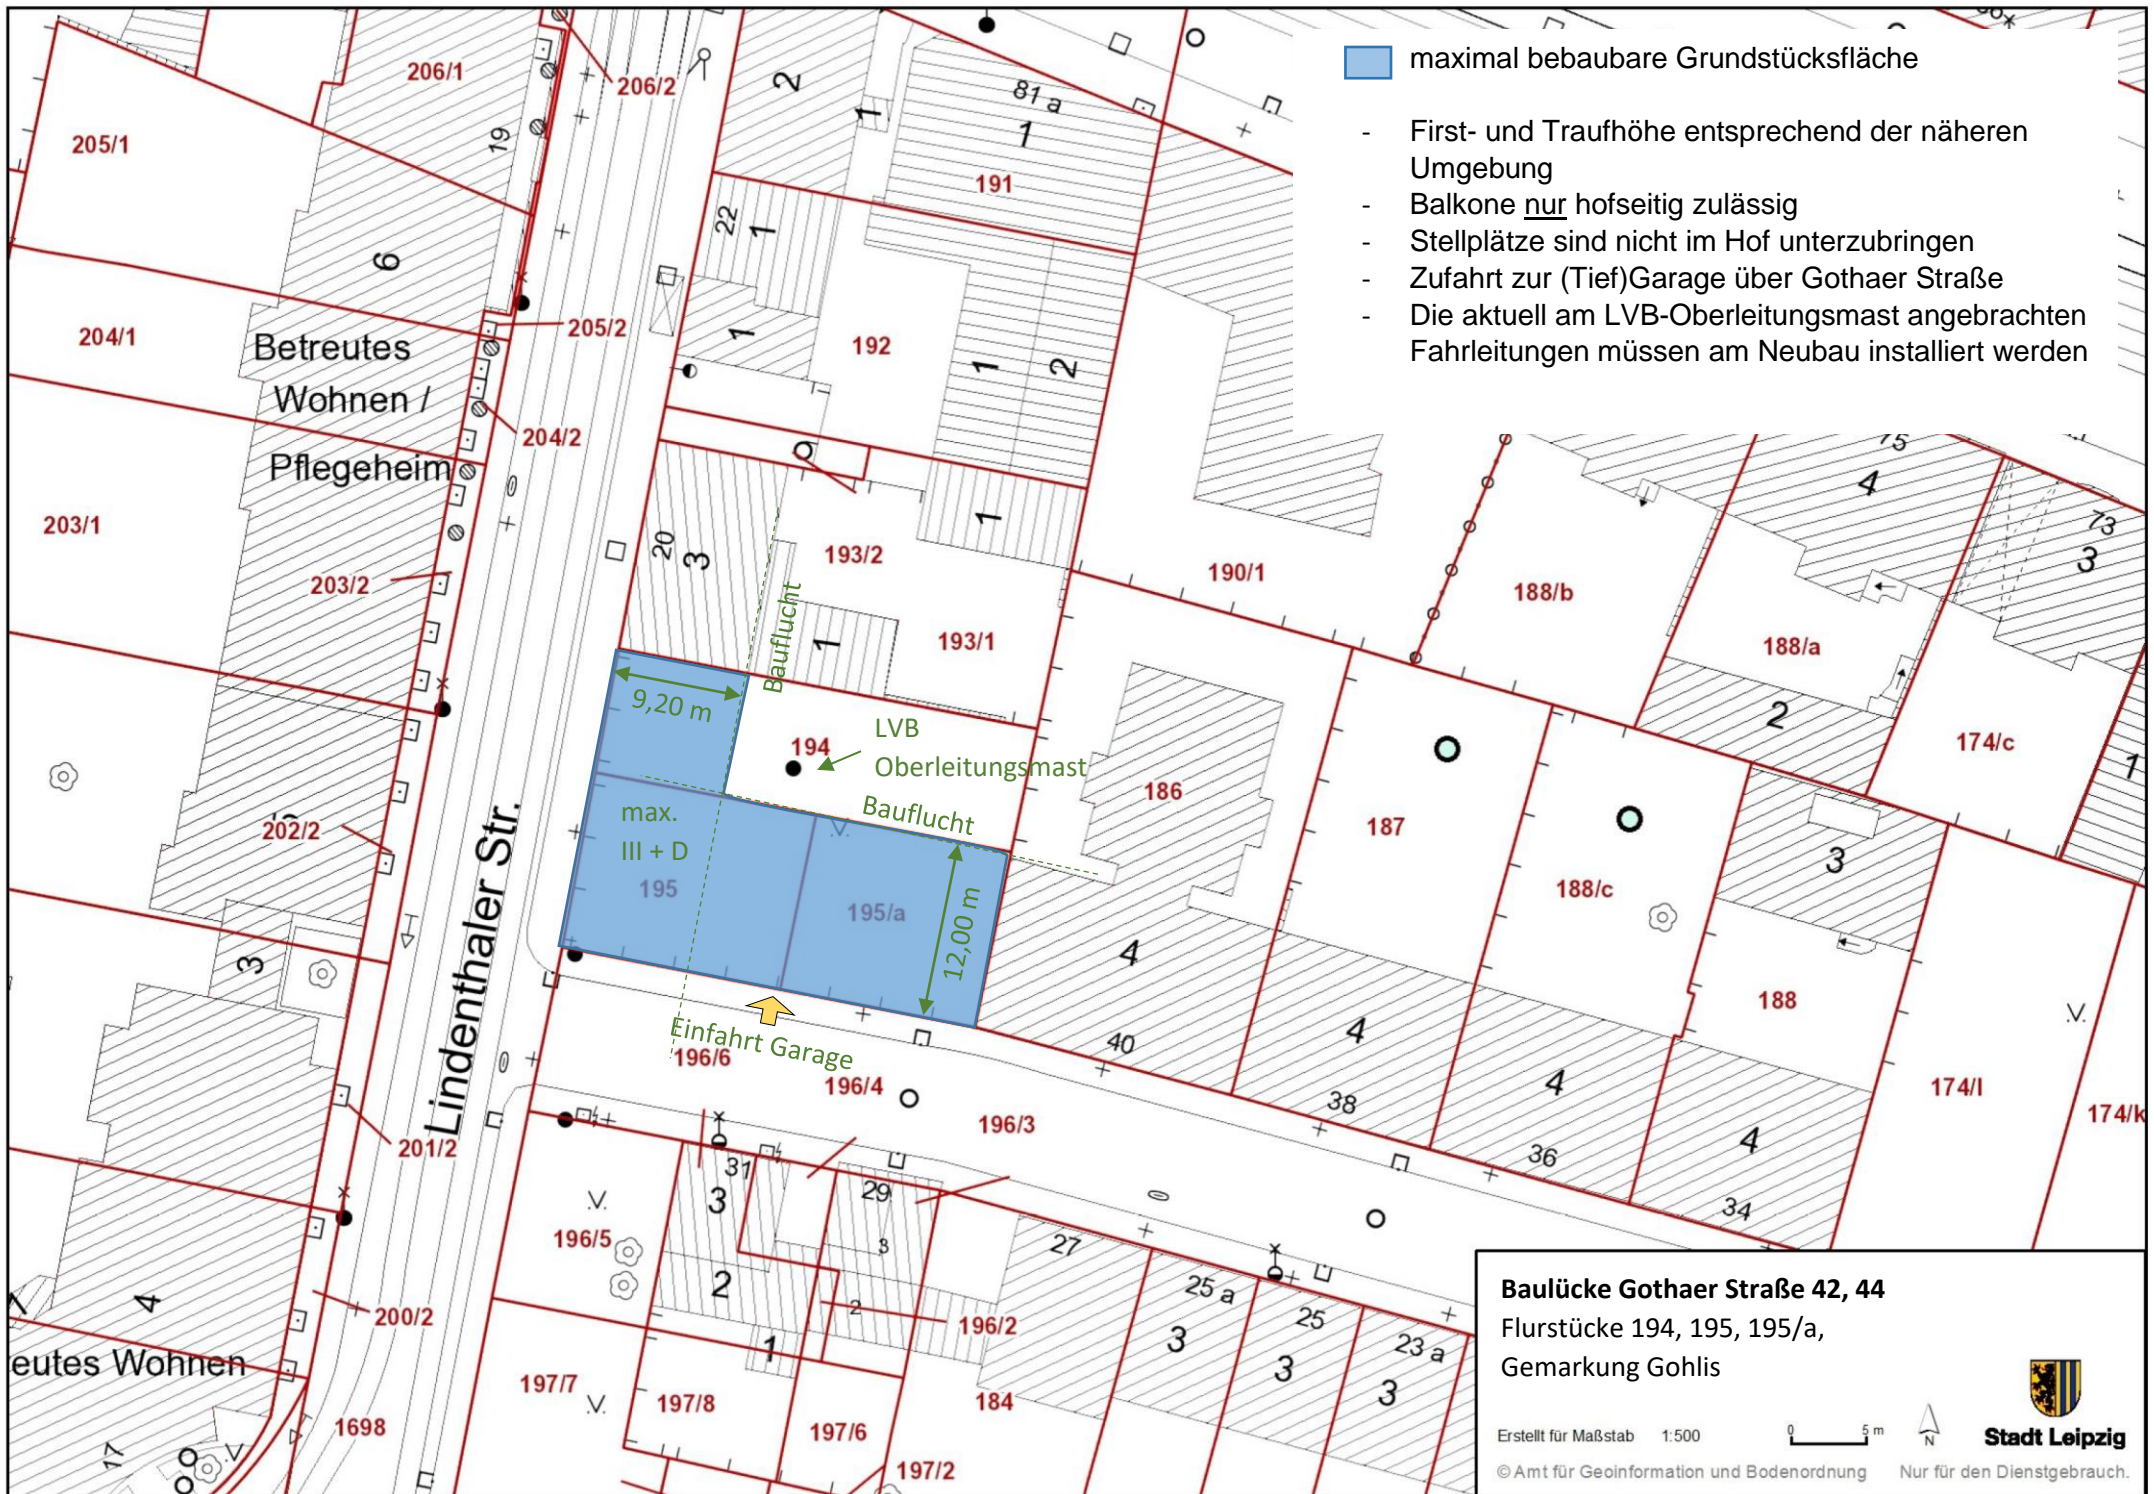 maximal bebaubare Grundstücksfläche
- First- und Traufhöhe entsprechend der näheren
Umgebung
- Balkone nur hofseitig zulässig
- Stellplätze sind nicht im Hof unterzubringen
- Zufahrt zur (Tief)Garage über Gothaer Straße
- Die aktuell am LVB-Oberleitungsmast angebrachten
Fahrleitungen müssen am Neubau installiert werden
206/1
206/2
205/1
19
6
2
1
81 a
1
191
22
1
1
192
1
2
204/1
205/2
Betreutes
Wohnen /
Pflegeheim
204/2
203/1
203/2
20
3
193/2
1
193/1
1
Bauflucht
190/1
188/b
75
4
73
3
188/a
2
174/c
1
9,20 m
194
LVB
Oberleitungsmast
Bauflucht
186
187
188/c
3
max.
III + D
195
195/a
12,00 m
202/2
Lindenthaler Str.
3
4
40
4
38
4
36
4
34
188
174/l
174/k
Einfahrt Garage
196/6
196/4
196/3
201/2
31
3
29
3
196/5
2
2
1
196/2
27
25 a
3
25
3
23 a
3
4
200/2
eutes Wohnen
17
1698
197/7
197/8
197/6
197/2
184
Baulücke Gothaer Straße 42, 44
Flurstücke 194, 195, 195/a,
Gemarkung Gohlis
Erstellt für Maßstab 1:500
0 5 m
N
Stadt Leipzig
© Amt für Geoinformation und Bodenordnung Nur für den Dienstgebrauch.